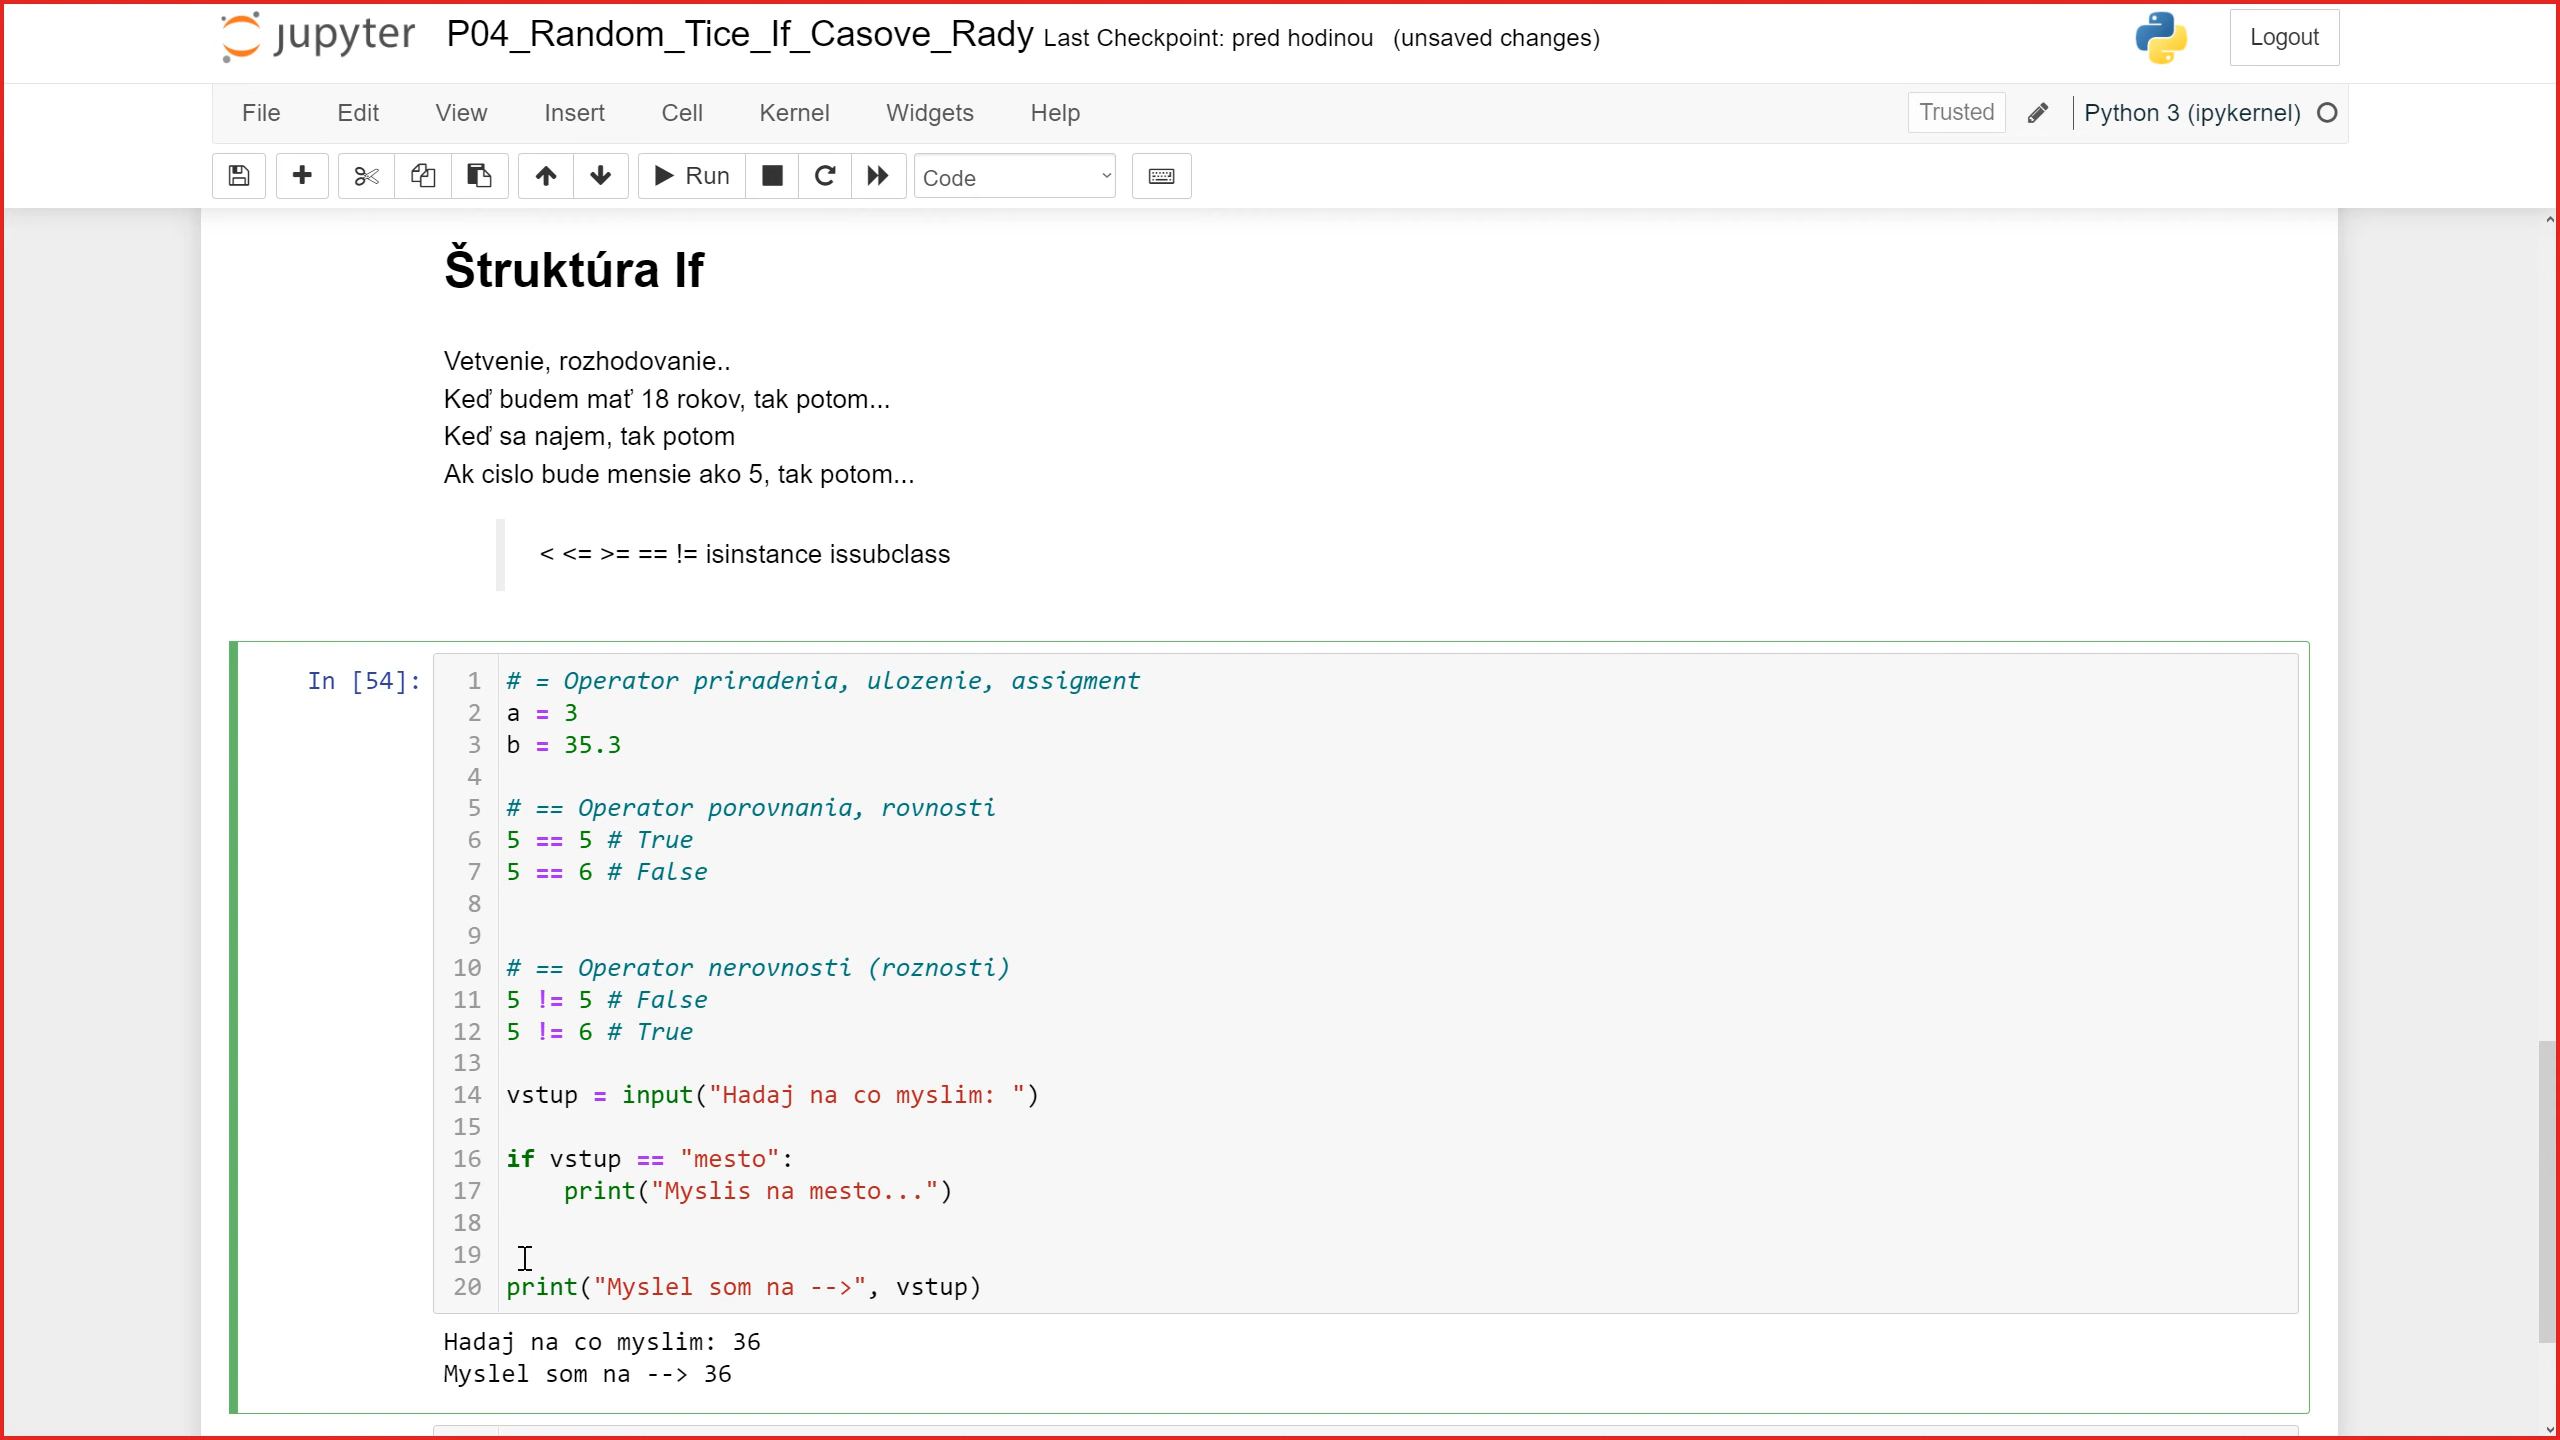 jupyter P04_Random_Tice_If_Casove_Rady Last Checkpoint: pred hodinou (unsaved changes) Logout
File Edit View Insert Cell Kernel Widgets Help Trusted Python 3 (ipykernel)
Run Code
Štruktúra If
Vetvenie, rozhodovanie..
Keď budem mať 18 rokov, tak potom...
Keď sa najem, tak potom
Ak cislo bude mensie ako 5, tak potom...
< <= >= == != isinstance issubclass
In [54]: 1 # = Operator priradenia, ulozenie, assigment
2 a = 3
3 b = 35.3
4
5 # == Operator porovnania, rovnosti
6 5 == 5 # True
7 5 == 6 # False
8
9
10 # == Operator nerovnosti (roznosti)
11 5 != 5 # False
12 5 != 6 # True
13
14 vstup = input("Hadaj na co myslim: ")
15
16 if vstup == "mesto":
17     print("Myslis na mesto...")
18
19
20 print("Myslel som na -->", vstup)
Hadaj na co myslim: 36
Myslel som na --> 36